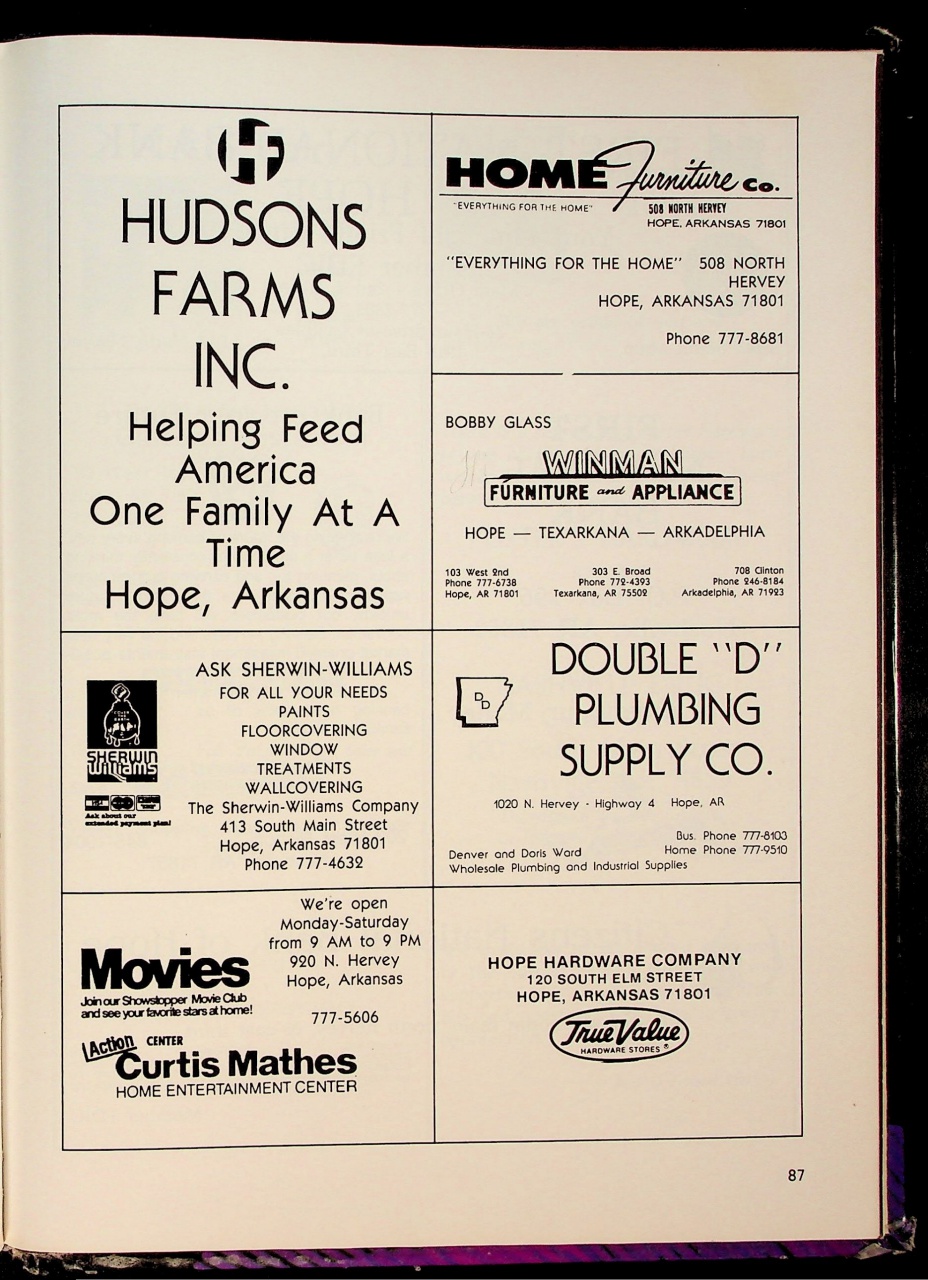 HF
HUDSONS
FARMS
INC.
Helping Feed
America
One Family At A
Time
Hope, Arkansas
HOME Furniture Co.
"EVERYTHING FOR THE HOME"
508 NORTH HERVEY
HOPE, ARKANSAS 71801
"EVERYTHING FOR THE HOME" 508 NORTH
HERVEY
HOPE, ARKANSAS 71801
Phone 777-8681
BOBBY GLASS
WINMAN
FURNITURE and APPLIANCE
HOPE — TEXARKANA — ARKADELPHIA
103 West 2nd
Phone 777-6738
Hope, AR 71801
303 E. Broad
Phone 772-4393
Texarkana, AR 75502
708 Clinton
Phone 246-8184
Arkadelphia, AR 71923
COVER
THE
EARTH
SHERWIN
WILLIAMS
Ask about our
extended payment plan!
ASK SHERWIN-WILLIAMS
FOR ALL YOUR NEEDS
PAINTS
FLOORCOVERING
WINDOW
TREATMENTS
WALLCOVERING
The Sherwin-Williams Company
413 South Main Street
Hope, Arkansas 71801
Phone 777-4632
DD
DOUBLE "D"
PLUMBING
SUPPLY CO.
1020 N. Hervey - Highway 4 Hope, AR
Bus. Phone 777-8103
Home Phone 777-9510
Denver and Doris Ward
Wholesale Plumbing and Industrial Supplies
We're open
Monday-Saturday
from 9 AM to 9 PM
920 N. Hervey
Hope, Arkansas
777-5606
Movies
Join our Showstopper Movie Club
and see your favorite stars at home!
Action CENTER
Curtis Mathes
HOME ENTERTAINMENT CENTER
HOPE HARDWARE COMPANY
120 SOUTH ELM STREET
HOPE, ARKANSAS 71801
True Value
HARDWARE STORES ®
87